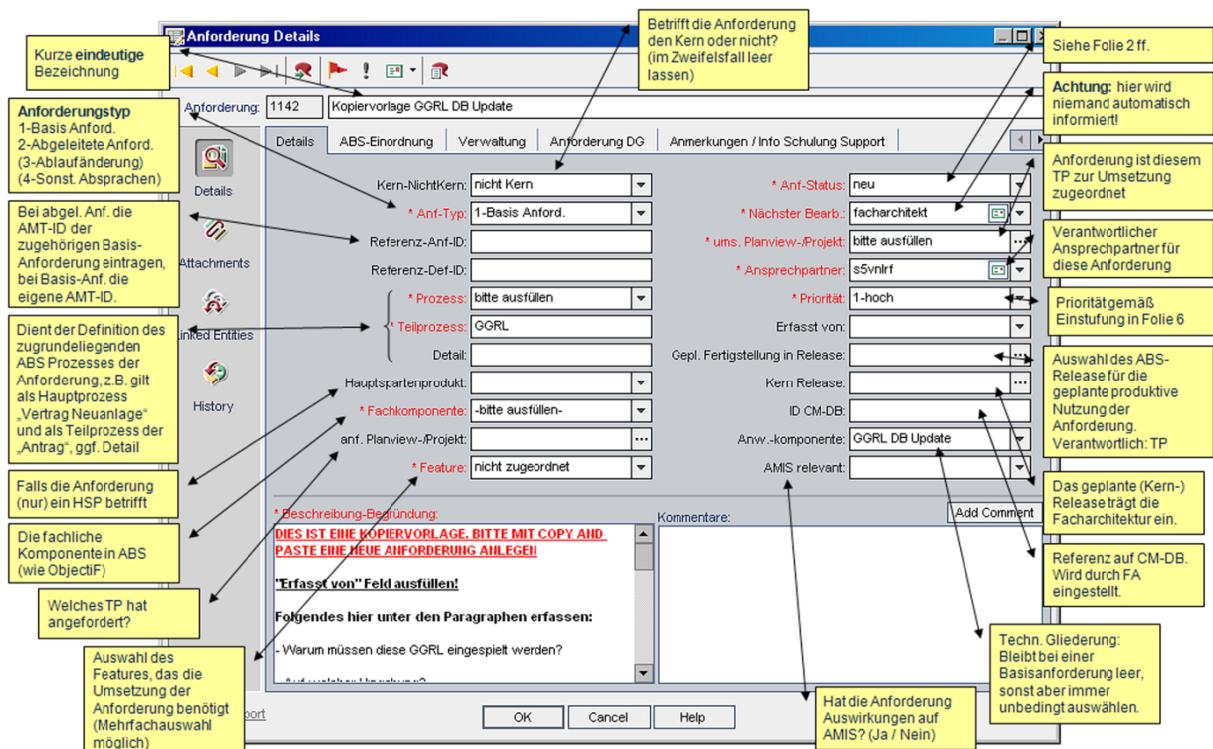 Anforderung Details
Kurze eindeutige
Bezeichnung
Betrifft die Anforderung
den Kern oder nicht?
(im Zweifelsfall leer
lassen)
Siehe Folie 2 ff.
Achtung: hier wird
niemand automatisch
informiert!
Anforderung ist diesem
TP zur Umsetzung
zugeordnet
Verantwortlicher
Ansprechpartner für
diese Anforderung
Priorität gemäß
Einstufung in Folie 6
Auswahl des ABS-
Release für die
geplante produktive
Nutzung der
Anforderung.
Verantwortlich: TP
Das geplante (Kern-)
Release trägt die
Facharchitektur ein.
Referenz auf CM-DB.
Wird durch FA
eingestellt.
Techn. Gliederung:
Bleibt bei einer
Basisanforderung leer,
sonst aber immer
unbedingt auswählen.
Hat die Anforderung
Auswirkungen auf
AMIS? (Ja / Nein)
Anforderungstyp
1-Basis Anford.
2-Abgeleitete Anford.
(3-Ablaufänderung)
(4-Sonst. Absprachen)
Bei abgel. Anf. die
AMT-ID der
zugehörigen Basis-
Anforderung eintragen,
bei Basis-Anf. die
eigene AMT-ID.
Dient der Definition des
zugrundeliegenden
ABS Prozesses der
Anforderung, z.B. gilt
als Hauptprozess
„Vertrag Neuanlage"
und als Teilprozess der
„Antrag", ggf. Detail
Falls die Anforderung
(nur) ein HSP betrifft
Die fachliche
Komponente in ABS
(wie ObjectiF)
Welches TP hat
angefordert?
Auswahl des
Features, das die
Umsetzung der
Anforderung benötigt
(Mehrfachauswahl
möglich)
Anforderung: 1142 Kopiervorlage GGRL DB Update
Details ABS-Einordnung Verwaltung Anforderung DG Anmerkungen / Info Schulung Support
Details
Attachments
Linked Entities
History
Kern-NichtKern: nicht Kern
* Anf-Typ: 1-Basis Anford.
Referenz-Anf-ID:
Referenz-Def-ID:
* Prozess: bitte ausfüllen
* Teilprozess: GGRL
Detail:
Hauptspartenprodukt:
* Fachkomponente: -bitte ausfüllen-
anf. Planview-/Projekt:
* Feature: nicht zugeordnet
* Anf-Status: neu
* Nächster Bearb.: facharchitekt
* ums. Planview-/Projekt: bitte ausfüllen
* Ansprechpartner: s5vnlrf
* Priorität: 1-hoch
Erfasst von:
Gepl. Fertigstellung in Release:
Kern Release:
ID CM-DB:
Anw.-komponente: GGRL DB Update
AMIS relevant:
* Beschreibung-Begründung:
DIES IST EINE KOPIERVORLAGE. BITTE MIT COPY AND
PASTE EINE NEUE ANFORDERUNG ANLEGEN
"Erfasst von" Feld ausfüllen!
Folgendes hier unter den Paragraphen erfassen:
- Warum müssen diese GGRL eingespielt werden?
- Auf welcher Umgebung?
Kommentare:
Add Comment
OK Cancel Help